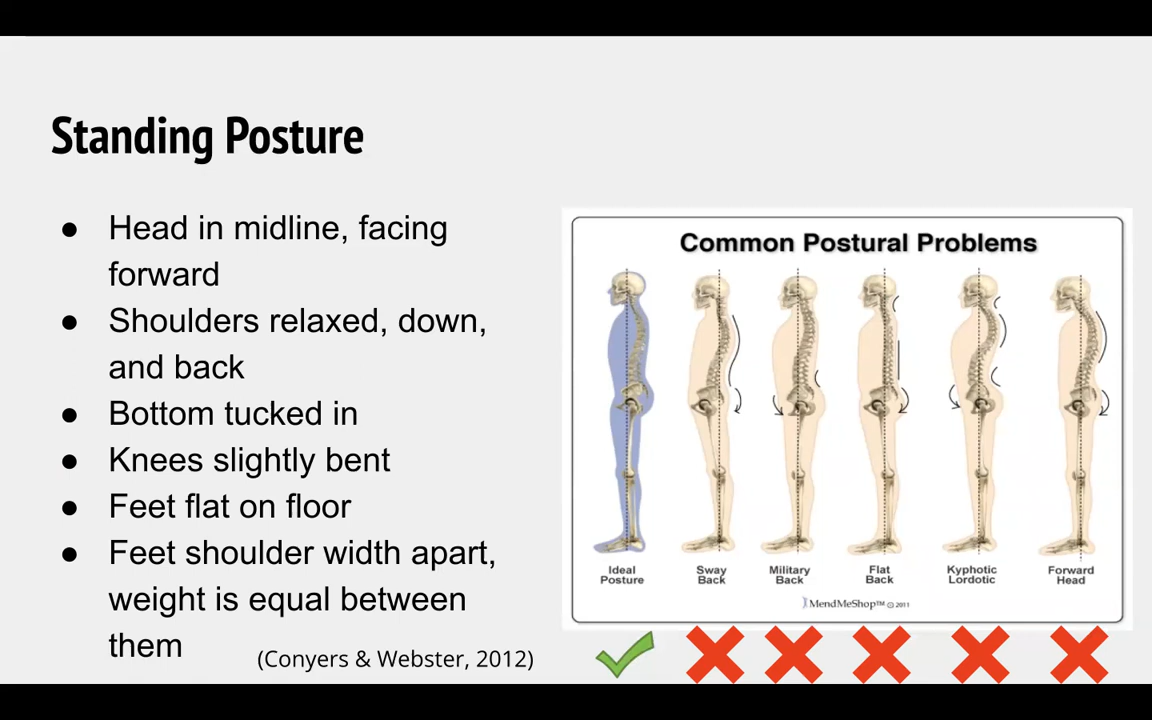 Standing Posture
● Head in midline, facing
forward
● Shoulders relaxed, down,
and back
● Bottom tucked in
● Knees slightly bent
● Feet flat on floor
● Feet shoulder width apart,
weight is equal between
them
(Conyers & Webster, 2012)
Common Postural Problems
Ideal
Posture
Sway
Back
Military
Back
Flat
Back
Kyphotic
Lordotic
Forward
Head
MendMeShop™ © 2011